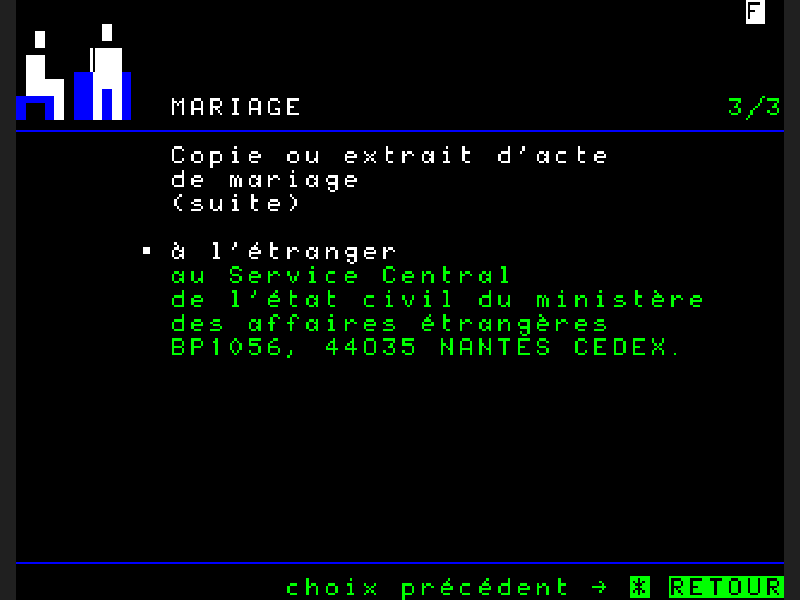 F
MARIAGE 3/3
Copie ou extrait d'acte
de mariage
(suite)
▪ à l'étranger
au Service Central
de l'état civil du ministère
des affaires étrangères
BP1056, 44035 NANTES CEDEX.
choix précédent → * RETOUR